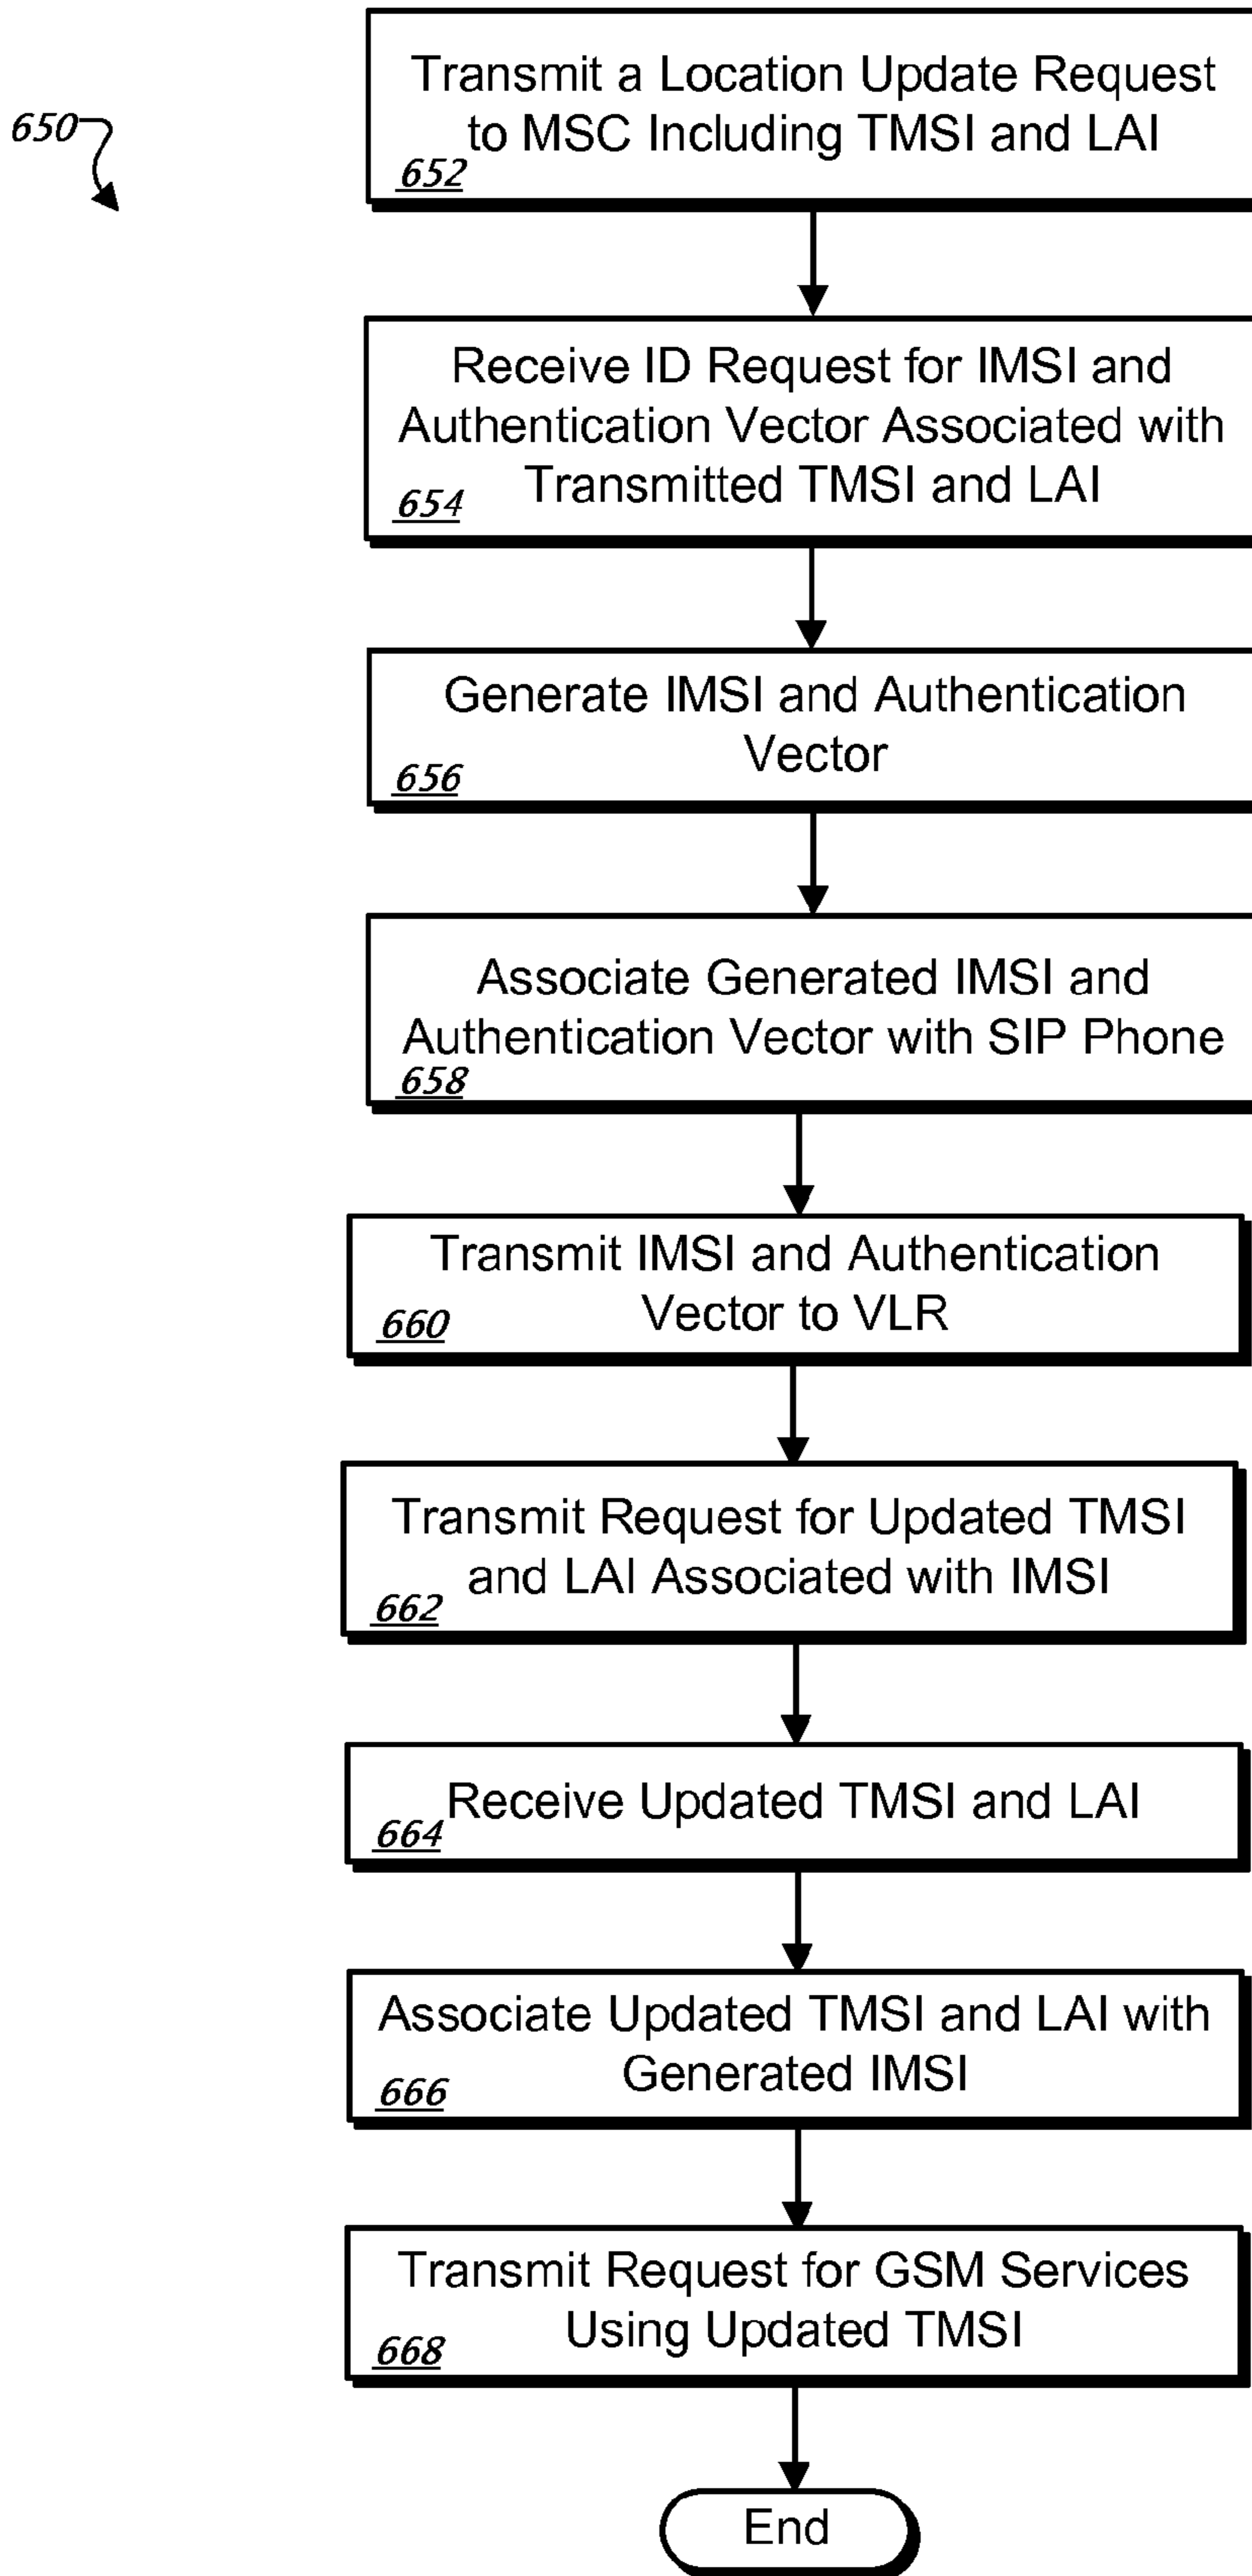 650
Transmit a Location Update Request
to MSC Including TMSI and LAI
652
Receive ID Request for IMSI and
Authentication Vector Associated with
Transmitted TMSI and LAI
654
Generate IMSI and Authentication
Vector
656
Associate Generated IMSI and
Authentication Vector with SIP Phone
658
Transmit IMSI and Authentication
Vector to VLR
660
Transmit Request for Updated TMSI
and LAI Associated with IMSI
662
Receive Updated TMSI and LAI
664
Associate Updated TMSI and LAI with
Generated IMSI
666
Transmit Request for GSM Services
Using Updated TMSI
668
End